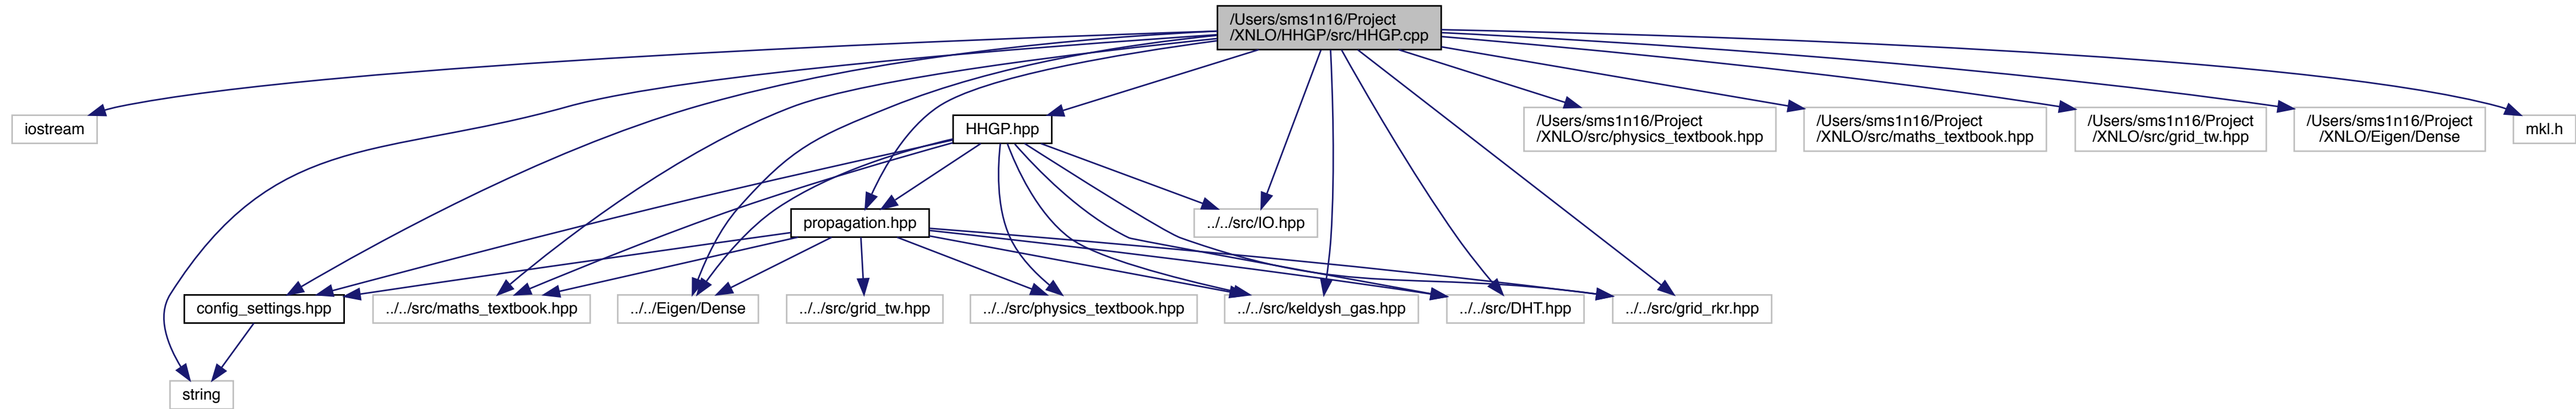 /Users/sms1n16/Project
/XNLO/HHGP/src/HHGP.cpp
iostream
HHGP.hpp
/Users/sms1n16/Project
/XNLO/src/physics_textbook.hpp
/Users/sms1n16/Project
/XNLO/src/maths_textbook.hpp
/Users/sms1n16/Project
/XNLO/src/grid_tw.hpp
/Users/sms1n16/Project
/XNLO/Eigen/Dense
mkl.h
propagation.hpp
../../src/IO.hpp
config_settings.hpp
../../src/maths_textbook.hpp
../../Eigen/Dense
../../src/grid_tw.hpp
../../src/physics_textbook.hpp
../../src/keldysh_gas.hpp
../../src/DHT.hpp
../../src/grid_rkr.hpp
string